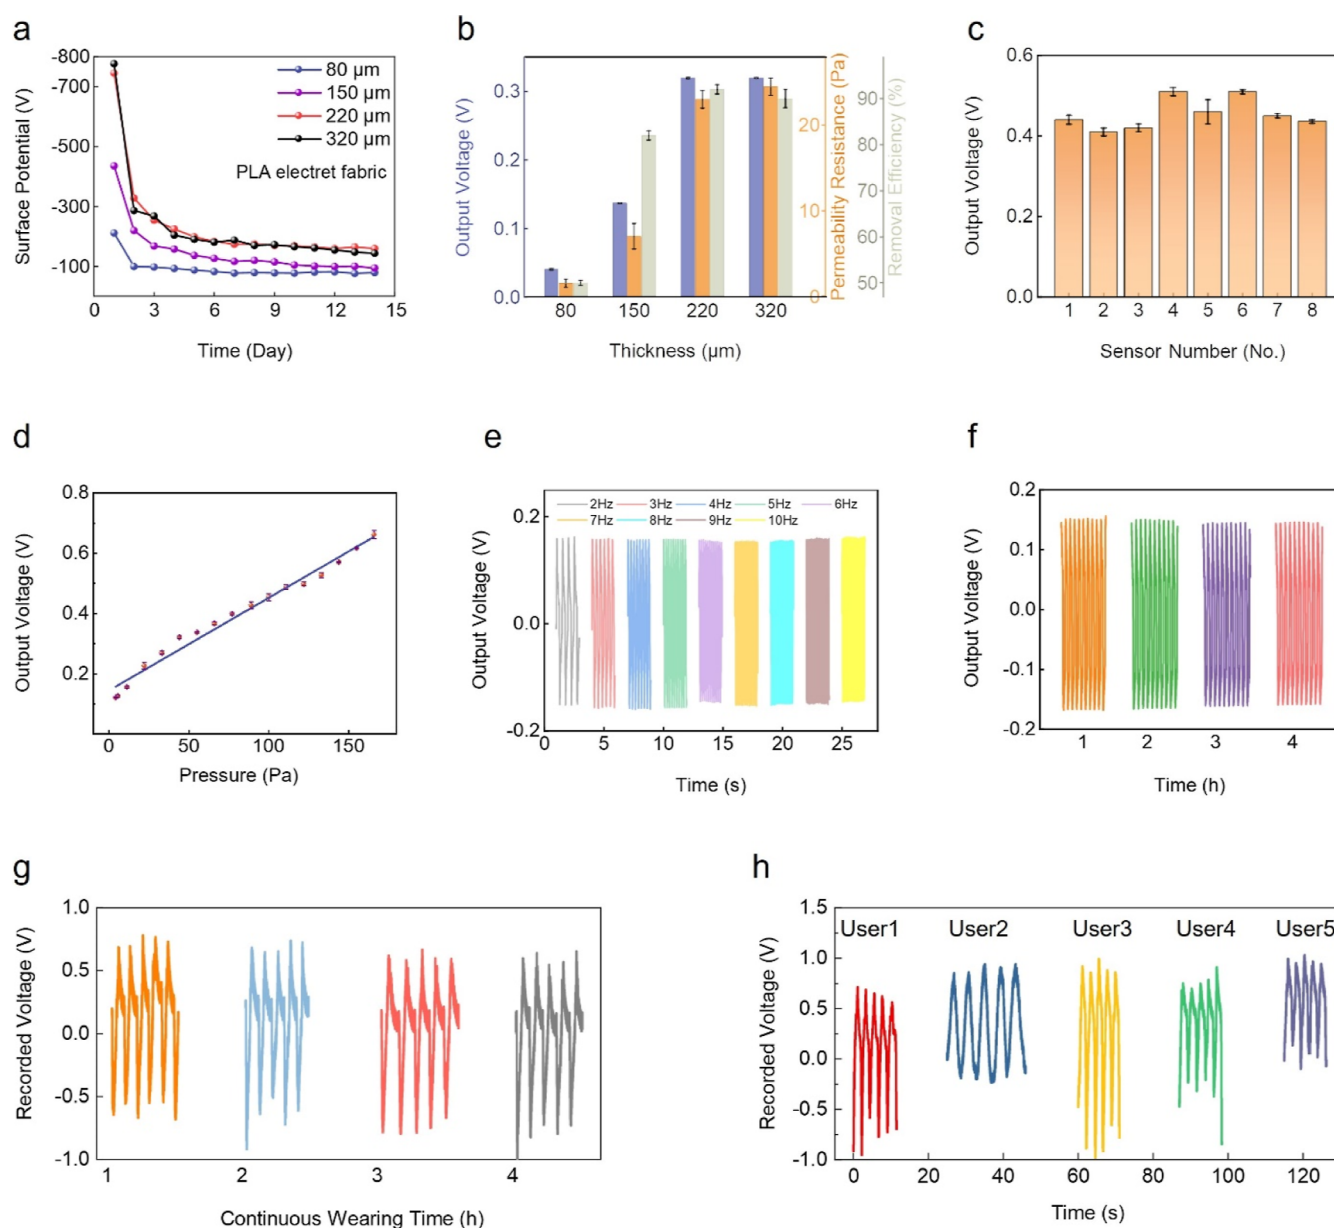 a
-800
-700
-500
-300
-100
Surface Potential (V)
80 µm
150 µm
220 µm
320 µm
PLA electret fabric
0 3 6 9 12 15
Time (Day)
b
0.3
0.2
0.1
0.0
Output Voltage (V)
20
10
0
Permeability Resistance (Pa)
90
80
70
60
50
Removal Efficiency (%)
80 150 220 320
Thickness (µm)
c
0.6
0.4
0.2
0.0
Output Voltage (V)
1 2 3 4 5 6 7 8
Sensor Number (No.)
d
0.8
0.6
0.4
0.2
Output Voltage (V)
0 50 100 150
Pressure (Pa)
e
2Hz 3Hz 4Hz 5Hz 6Hz
7Hz 8Hz 9Hz 10Hz
0.2
0.0
-0.2
Output Voltage (V)
0 5 10 15 20 25
Time (s)
f
0.2
0.1
0.0
-0.1
-0.2
Output Voltage (V)
1 2 3 4
Time (h)
g
1.0
0.5
0.0
-0.5
-1.0
Recorded Voltage (V)
1 2 3 4
Continuous Wearing Time (h)
h
1.5
1.0
0.5
0.0
-0.5
-1.0
Recorded Voltage (V)
User1 User2 User3 User4 User5
0 20 40 60 80 100 120
Time (s)